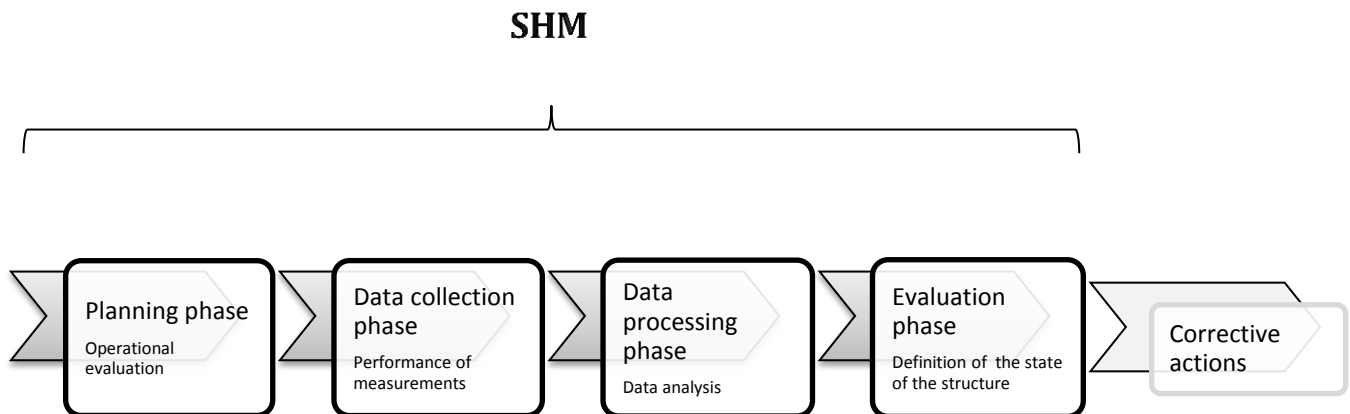 SHM
Planning phase
Operational
evaluation
Data collection
phase
Performance of
measurements
Data
processing
phase
Data analysis
Evaluation
phase
Definition of  the state
of the structure
Corrective
actions